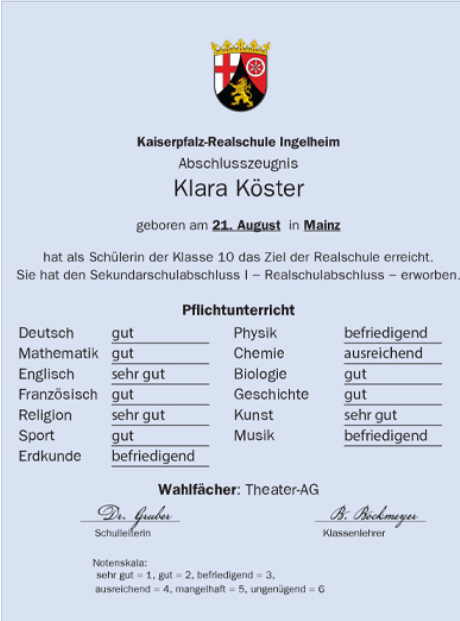 Kaiserpfalz-Realschule Ingelheim
Abschlusszeugnis
Klara Köster
geboren am 21. August in Mainz
hat als Schülerin der Klasse 10 das Ziel der Realschule erreicht.
Sie hat den Sekundarschulabschluss I – Realschulabschluss – erworben.
Pflichtunterricht
Deutsch gut Physik befriedigend
Mathematik gut Chemie ausreichend
Englisch sehr gut Biologie gut
Französisch gut Geschichte gut
Religion sehr gut Kunst sehr gut
Sport gut Musik befriedigend
Erdkunde befriedigend
Wahlfächer: Theater-AG
Dr. Gruber B. Böckmeyer
Schulleiterin Klassenlehrer
Notenskala:
sehr gut = 1, gut = 2, befriedigend = 3,
ausreichend = 4, mangelhaft = 5, ungenügend = 6